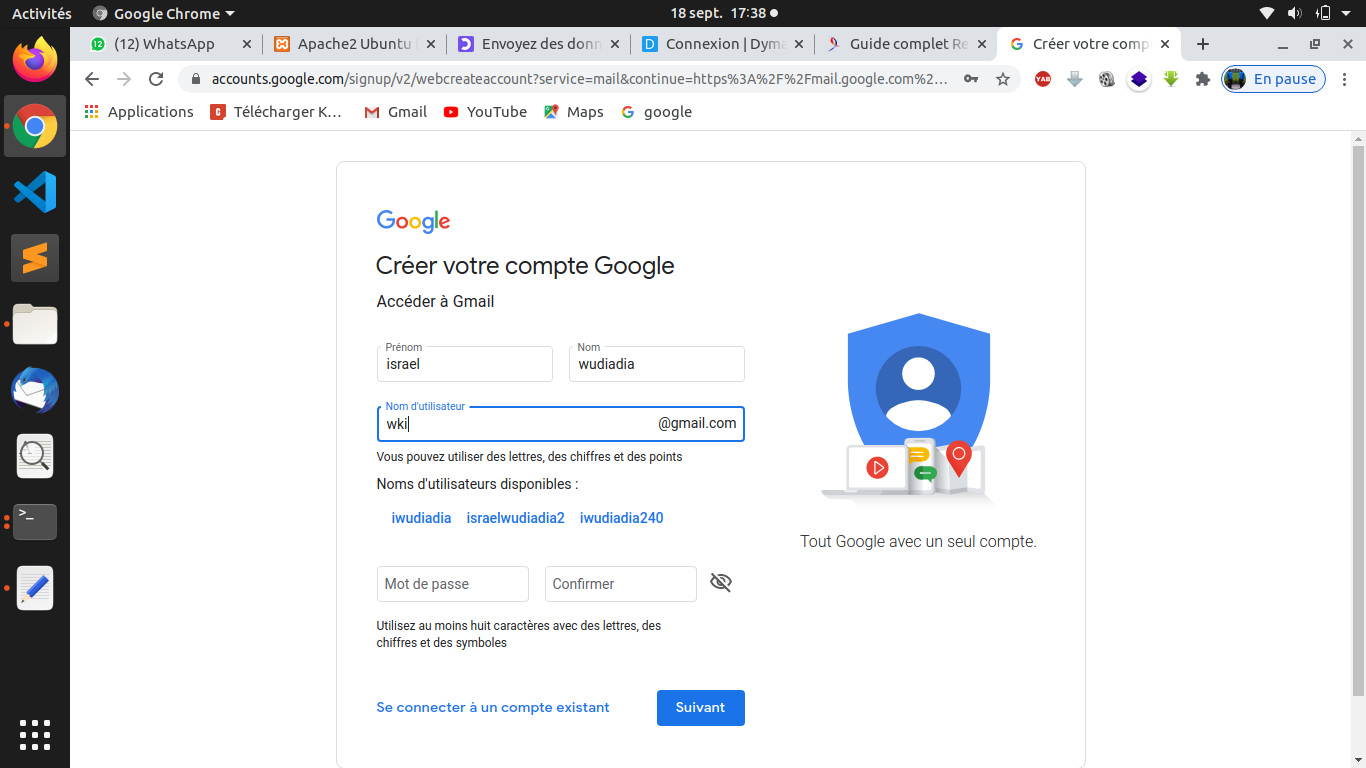 Activités Google Chrome 18 sept. 17:38
(12) WhatsApp Apache2 Ubuntu Envoyez des donn Connexion | Dyma Guide complet Re Créer votre comp
accounts.google.com/signup/v2/webcreateaccount?service=mail&continue=https%3A%2F%2Fmail.google.com%2... YAB En pause
Applications Télécharger K... Gmail YouTube Maps google
Google
Créer votre compte Google
Accéder à Gmail
Prénom Nom
israel wudiadia
Nom d'utilisateur
wki @gmail.com
Vous pouvez utiliser des lettres, des chiffres et des points
Noms d'utilisateurs disponibles :
iwudiadia israelwudiadia2 iwudiadia240
Tout Google avec un seul compte.
Mot de passe Confirmer
Utilisez au moins huit caractères avec des lettres, des
chiffres et des symboles
Se connecter à un compte existant Suivant